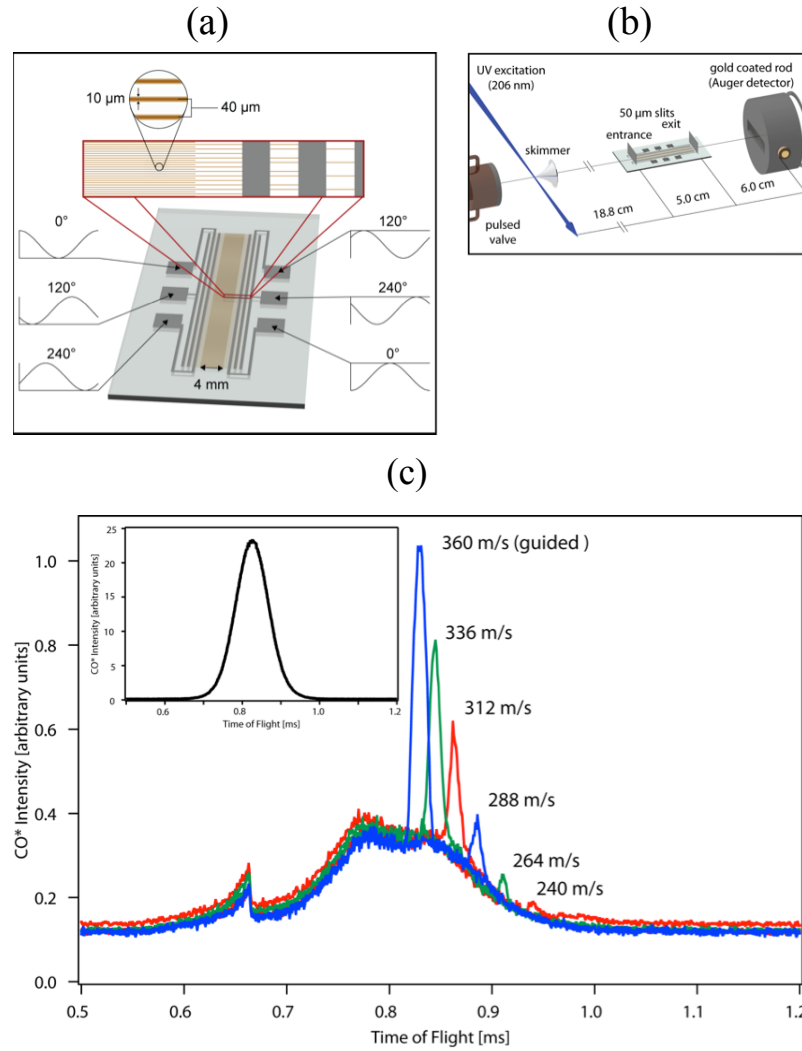 (a)
10 µm
40 µm
0°
120°
240°
120°
240°
0°
4 mm
(b)
UV excitation
(206 nm)
gold coated rod
(Auger detector)
50 µm slits
entrance
exit
skimmer
pulsed
valve
18.8 cm
5.0 cm
6.0 cm
(c)
CO* Intensity [arbitrary units]
1.0
0.8
0.6
0.4
0.2
0.0
0.5
0.6
0.7
0.8
0.9
1.0
1.1
1.2
Time of Flight [ms]
CO* Intensity [arbitrary units]
25
20
15
10
5
0
0.6
0.8
1.0
1.2
Time of Flight [ms]
360 m/s (guided )
336 m/s
312 m/s
288 m/s
264 m/s
240 m/s